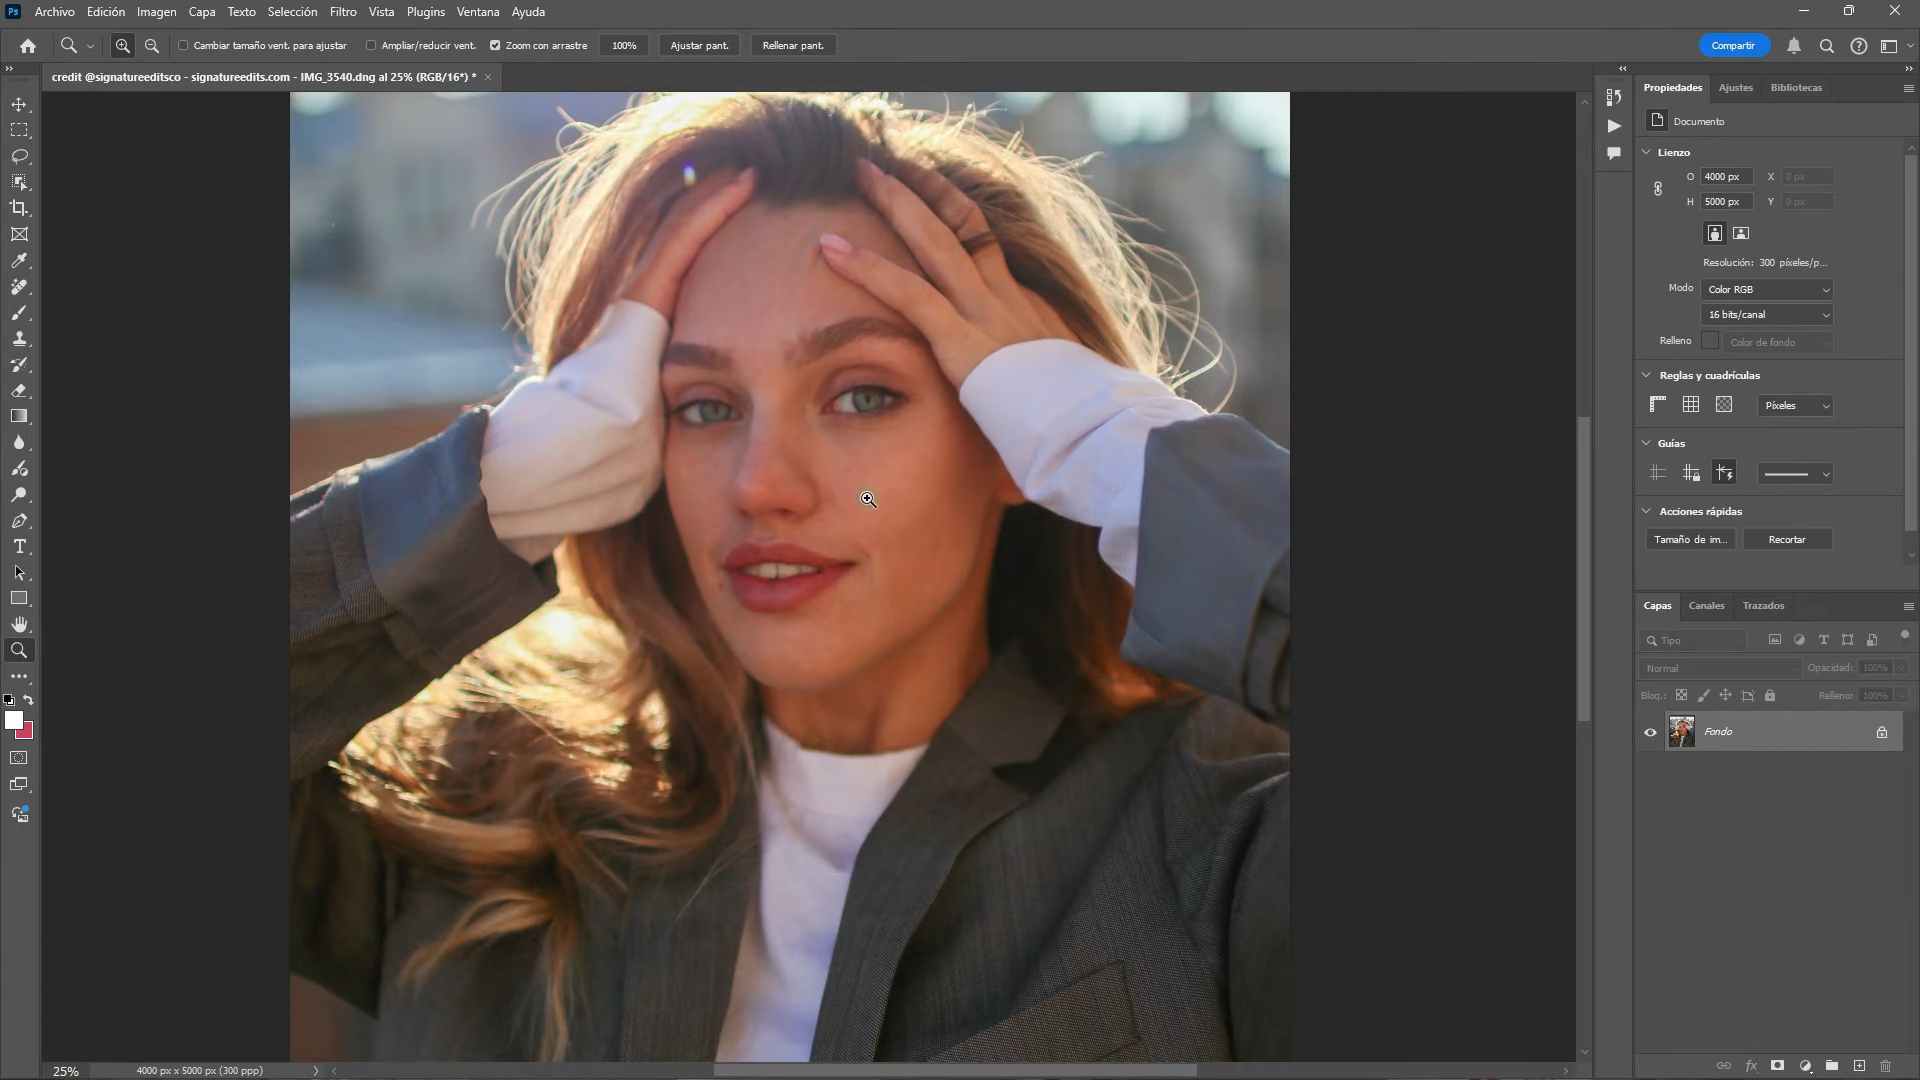 Ps Archivo Edición Imagen Capa Texto Selección Filtro Vista Plugins Ventana Ayuda
Cambiar tamaño vent. para ajustar Ampliar/reducir vent. Zoom con arrastre 100% Ajustar pant. Rellenar pant. Compartir
credit @signatureeditsco - signatureedits.com - IMG_3540.dng al 25% (RGB/16*) *
Propiedades Ajustes Bibliotecas
Documento
Lienzo
O 4000 px X 0 px
H 5000 px Y 0 px
Resolución: 300 píxeles/p...
Modo Color RGB
16 bits/canal
Relleno Color de fondo
Reglas y cuadrículas
Píxeles
Guías
Acciones rápidas
Tamaño de im... Recortar
Capas Canales Trazados
Tipo
Normal Opacidad: 100%
Bloq.: Relleno: 100%
Fondo
25% 4000 px x 5000 px (300 ppp)